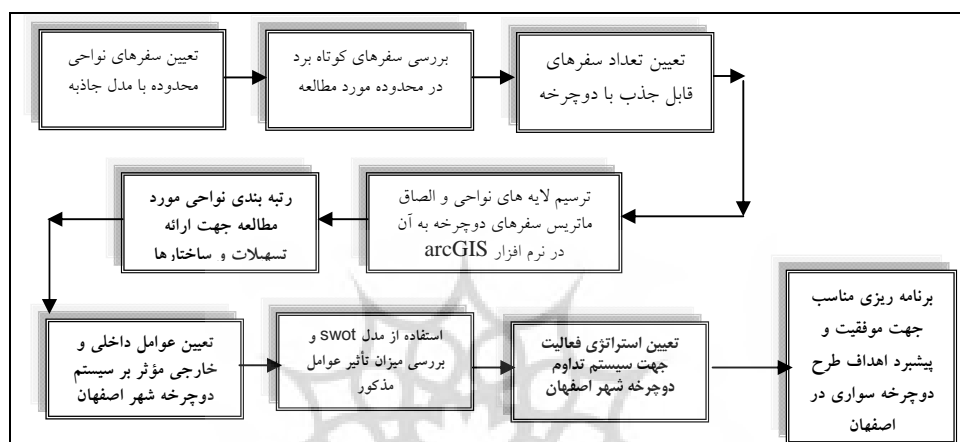 تعیین سفرهای نواحی
محدوده با مدل جاذبه
بررسی سفرهای کوتاه برد
در محدوده مورد مطالعه
تعیین تعداد سفرهای
قابل جذب با دوچرخه
ترسیم لایه های نواحی و الصاق
ماتریس سفرهای دوچرخه به آن
در نرم افزار arcGIS
رتبه بندی نواحی مورد
مطالعه جهت ارائه
تسهیلات و ساختارها
تعیین عوامل داخلی و
خارجی مؤثر بر سیستم
دوچرخه شهر اصفهان
استفاده از مدل swot و
بررسی میزان تأثیر عوامل
مذکور
تعیین استراتژی فعالیت
جهت سیستم تداوم
دوچرخه شهر اصفهان
برنامه ریزی مناسب
جهت موفقیت و
پیشبرد اهداف طرح
دوچرخه سواری در
اصفهان